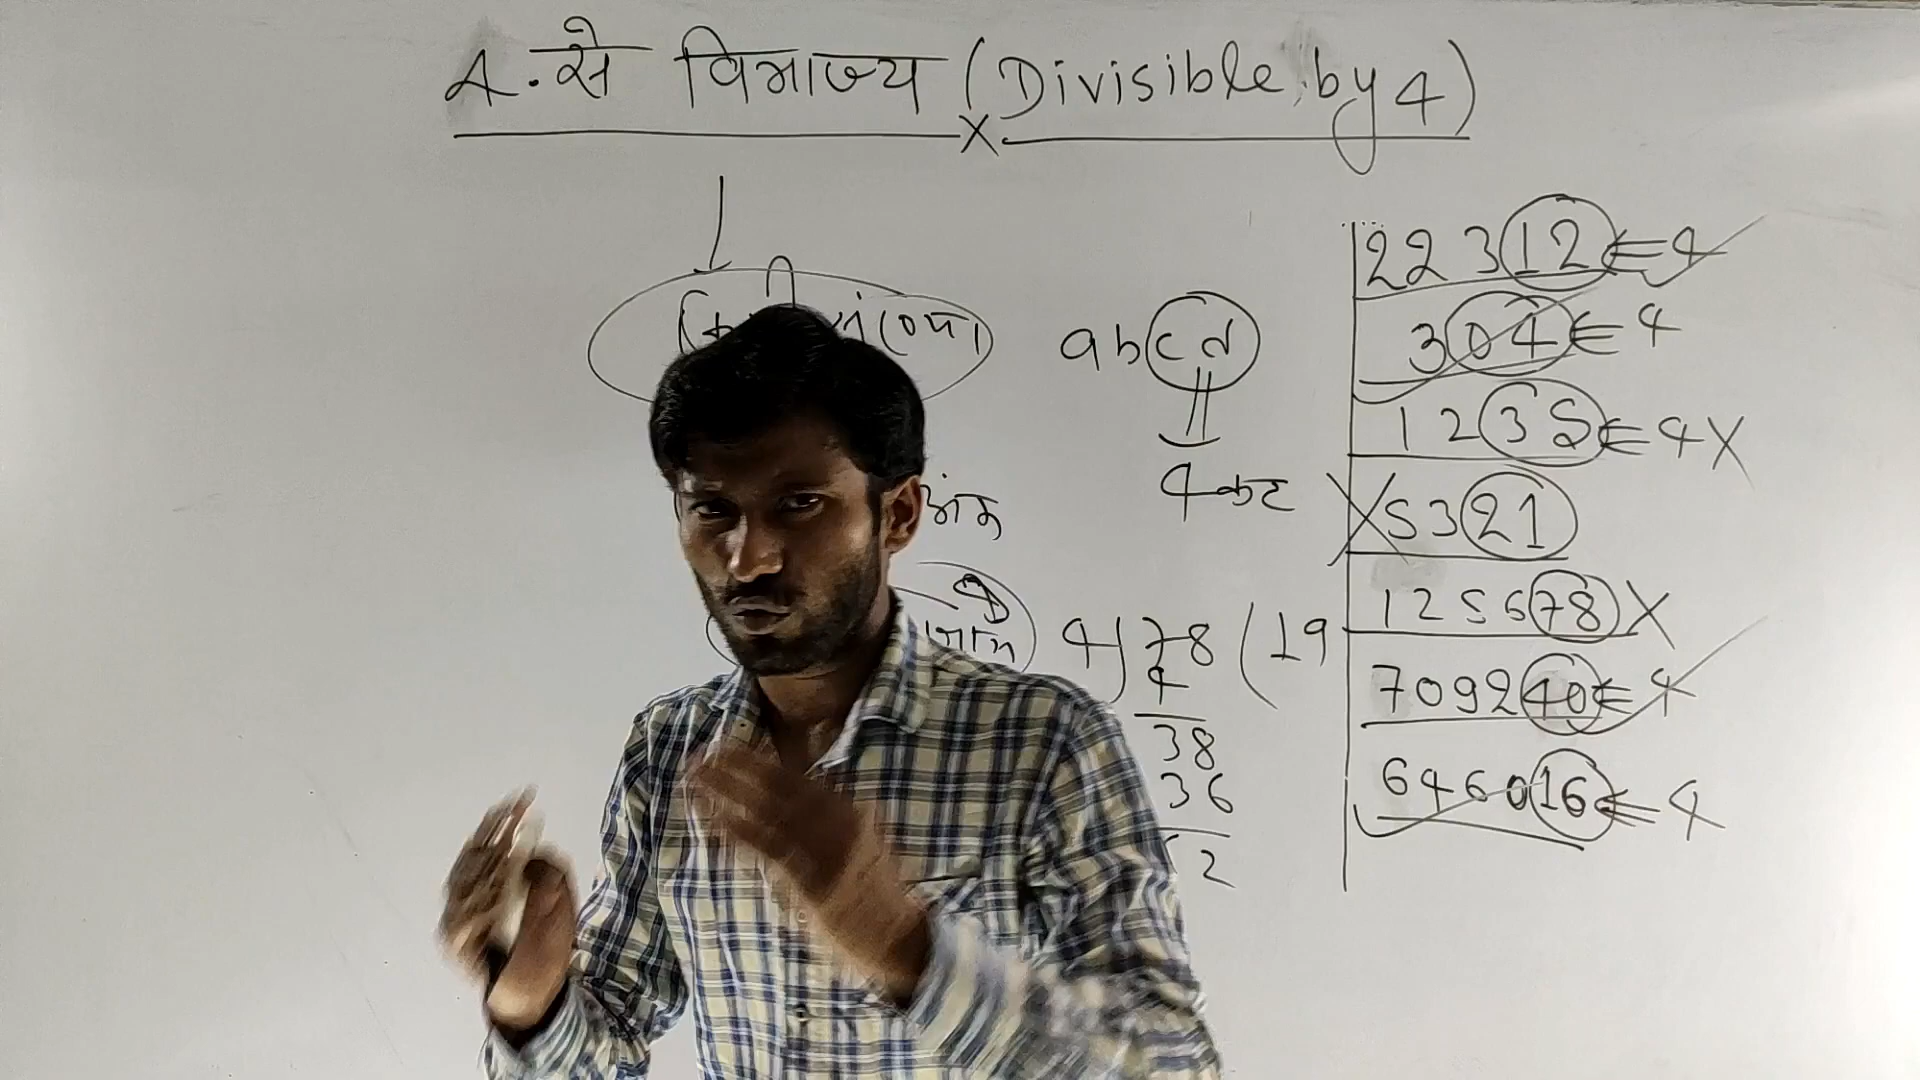 4. से विभाज्य (Divisible by 4)
abcd
4 कट
अंक
4) 78 (19
4
38
36
2
22312 ⇐ 4
304 ⇐ 4
1235 ⇐ 4 X
X 5321
125678 X
709240 ⇐ 4
646016 ⇐ 4